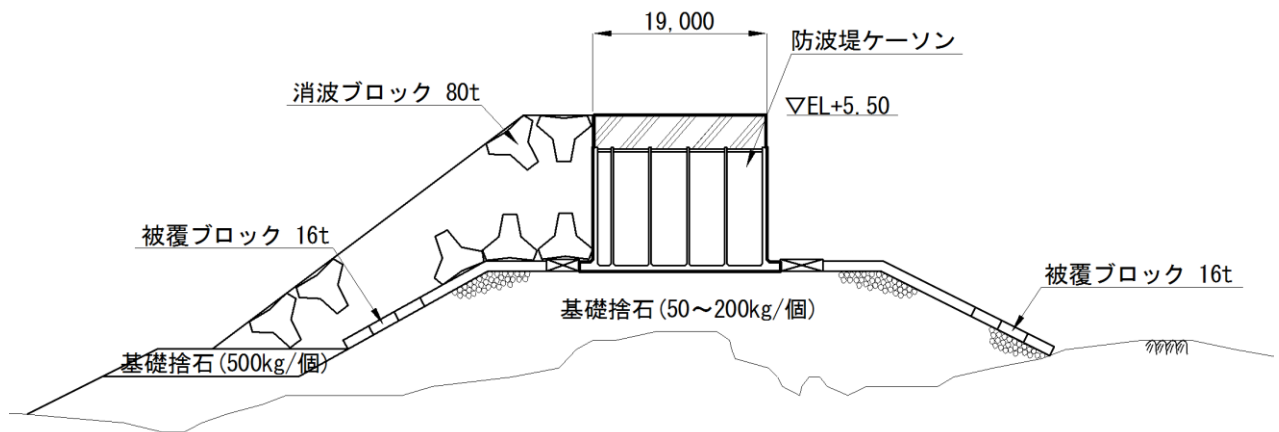 19,000
防波堤ケーソン
消波ブロック 80t
▽EL+5.50
被覆ブロック 16t
被覆ブロック 16t
基礎捨石(50～200kg/個)
基礎捨石(500kg/個)